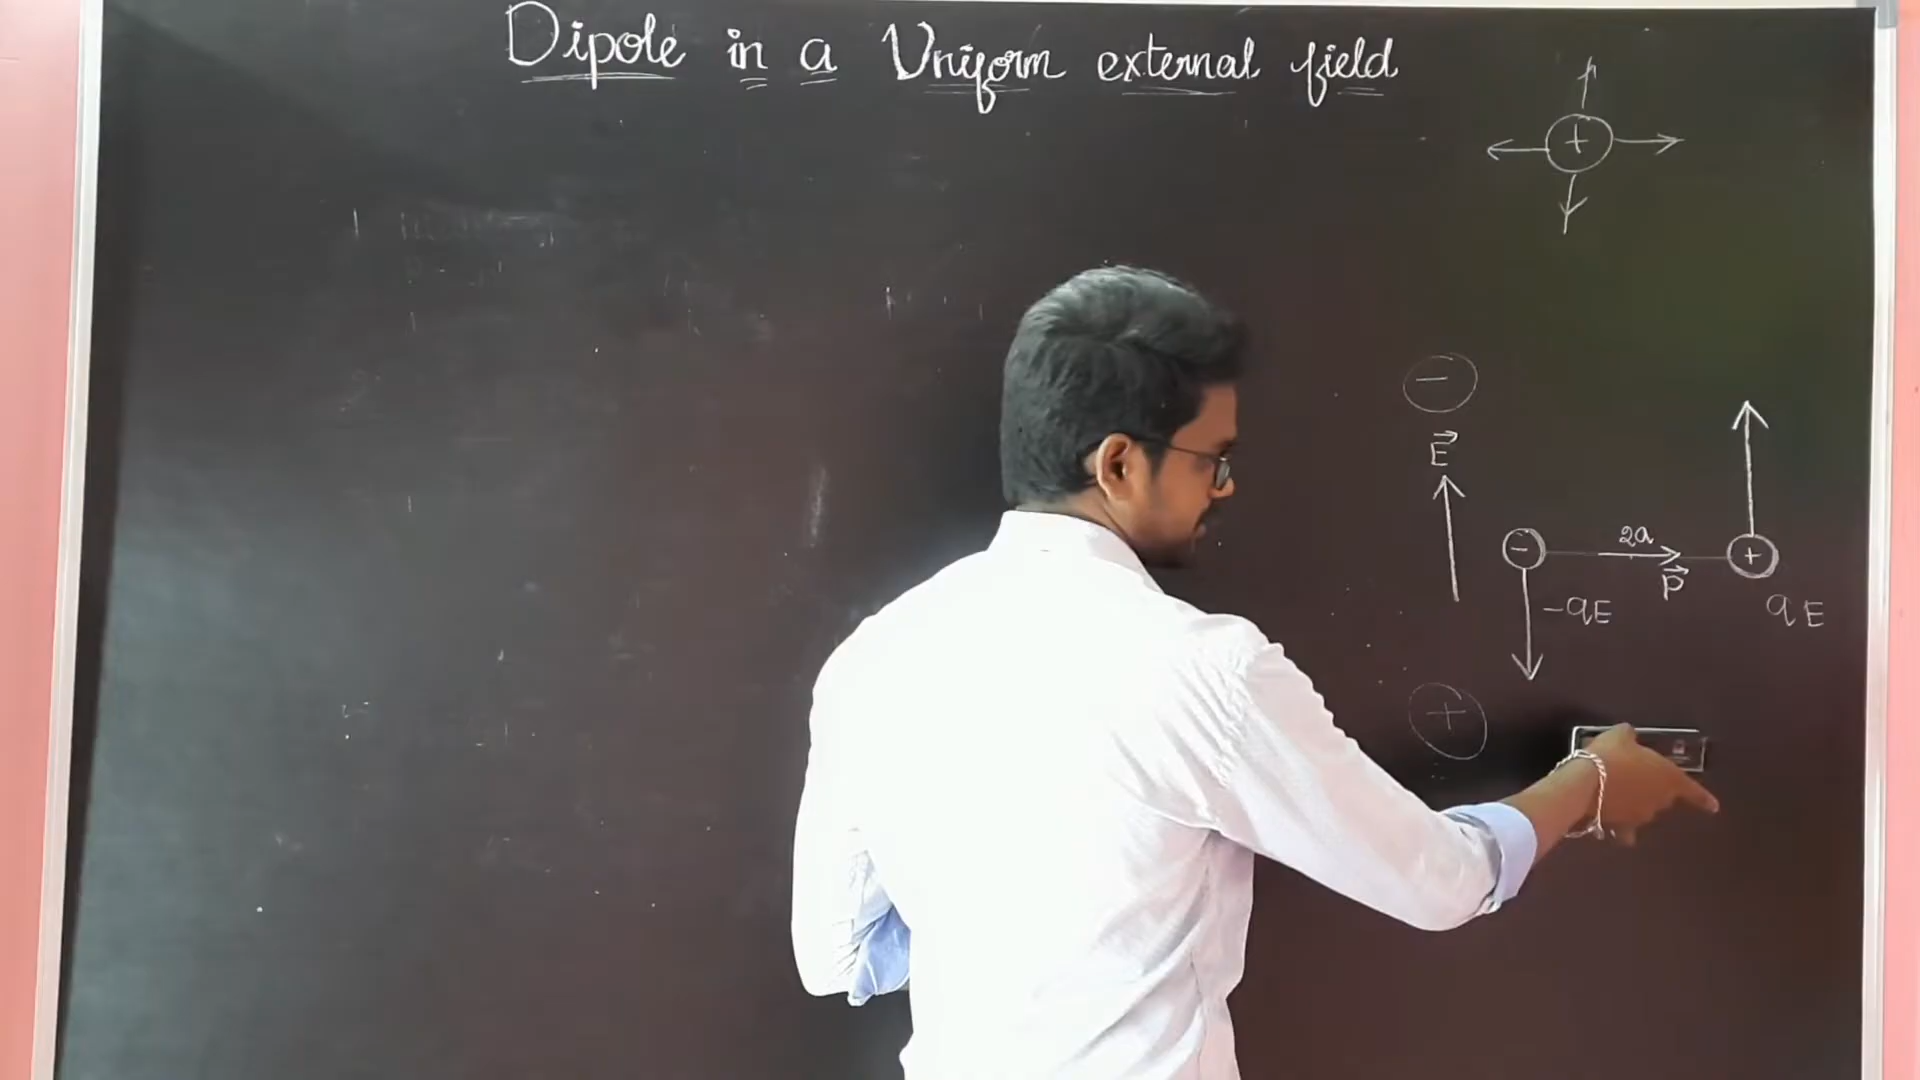 Dipole in a Uniform external field
+
−
E⃗
2a
− +
p⃗
-qE qE
+